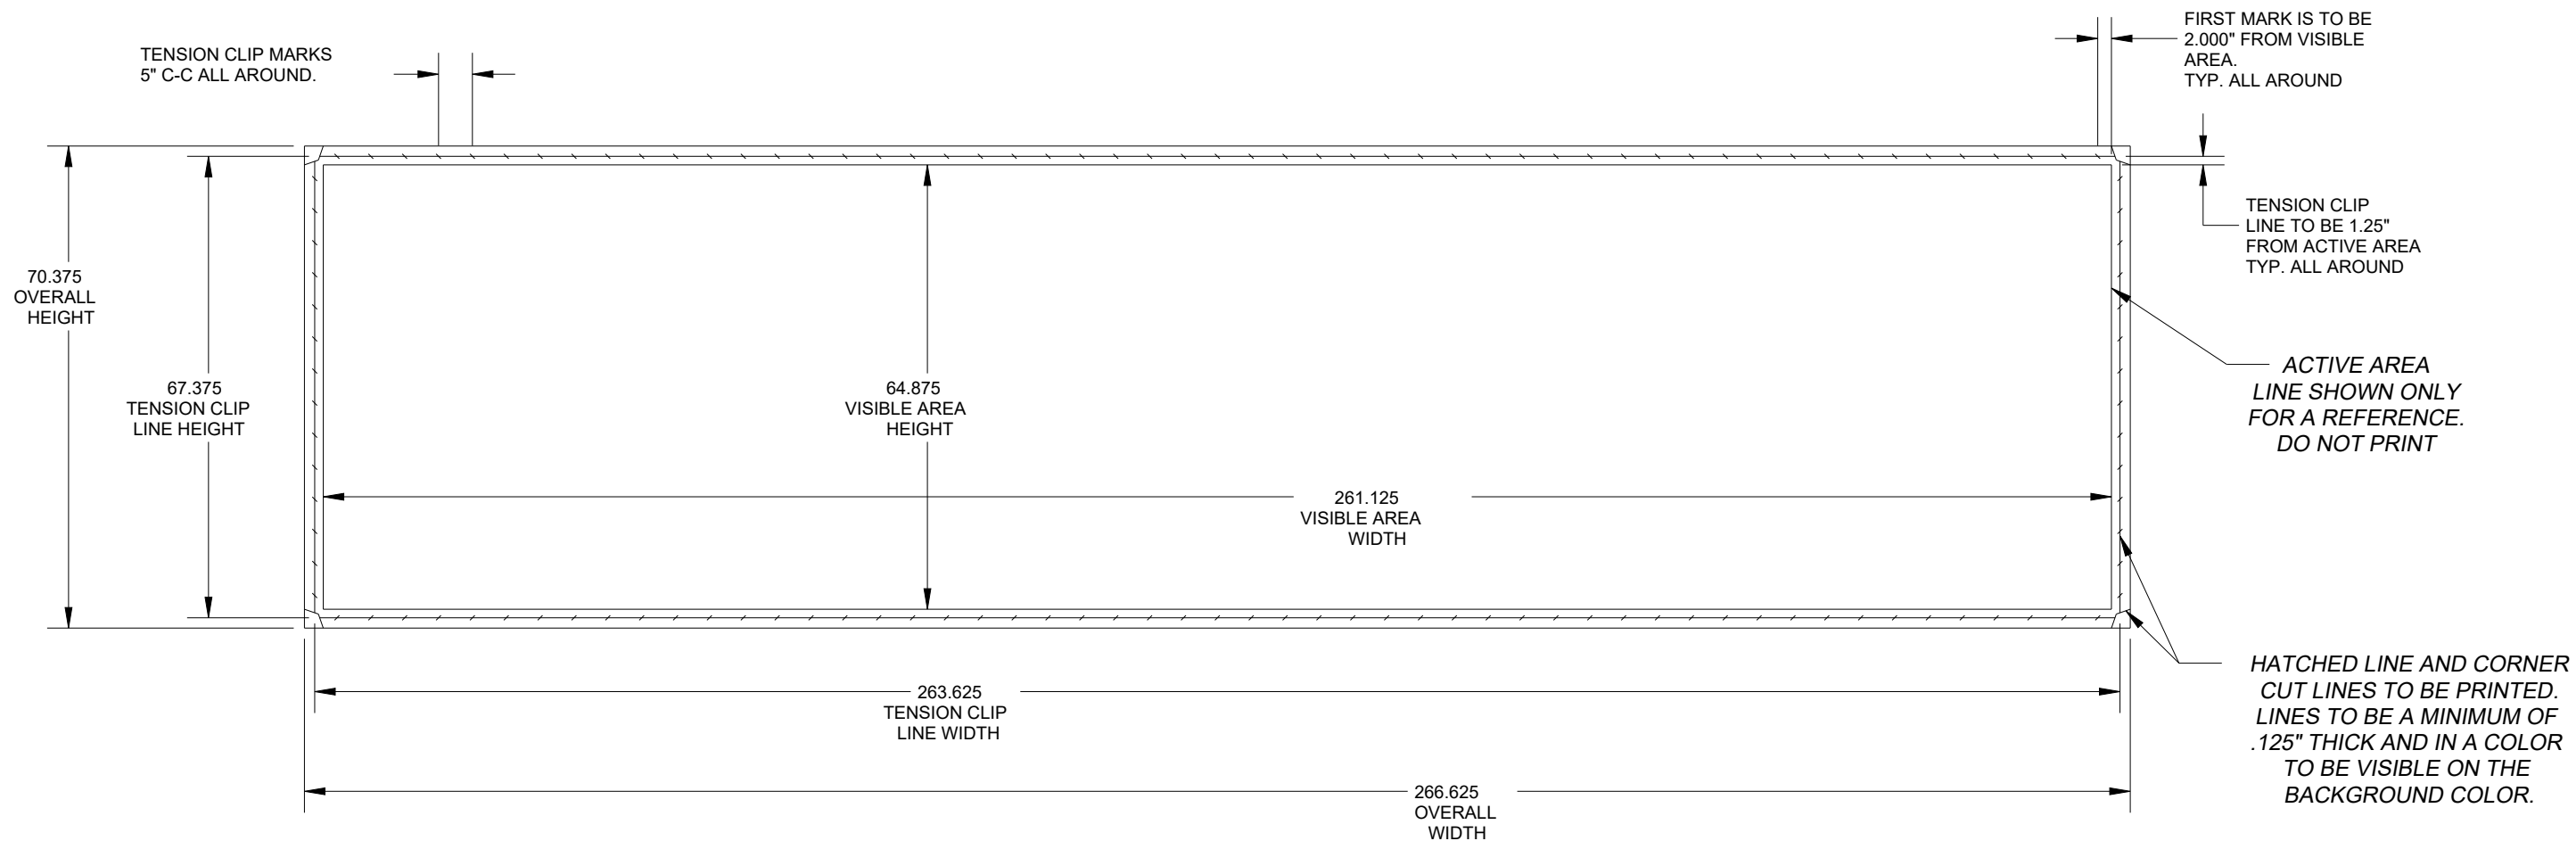 TENSION CLIP MARKS
5" C-C ALL AROUND.
FIRST MARK IS TO BE
2.000" FROM VISIBLE
AREA.
TYP. ALL AROUND
TENSION CLIP
LINE TO BE 1.25"
FROM ACTIVE AREA
TYP. ALL AROUND
70.375
OVERALL
HEIGHT
67.375
TENSION CLIP
LINE HEIGHT
64.875
VISIBLE AREA
HEIGHT
ACTIVE AREA
LINE SHOWN ONLY
FOR A REFERENCE.
DO NOT PRINT
261.125
VISIBLE AREA
WIDTH
263.625
TENSION CLIP
LINE WIDTH
HATCHED LINE AND CORNER
CUT LINES TO BE PRINTED.
LINES TO BE A MINIMUM OF
.125" THICK AND IN A COLOR
TO BE VISIBLE ON THE
BACKGROUND COLOR.
266.625
OVERALL
WIDTH